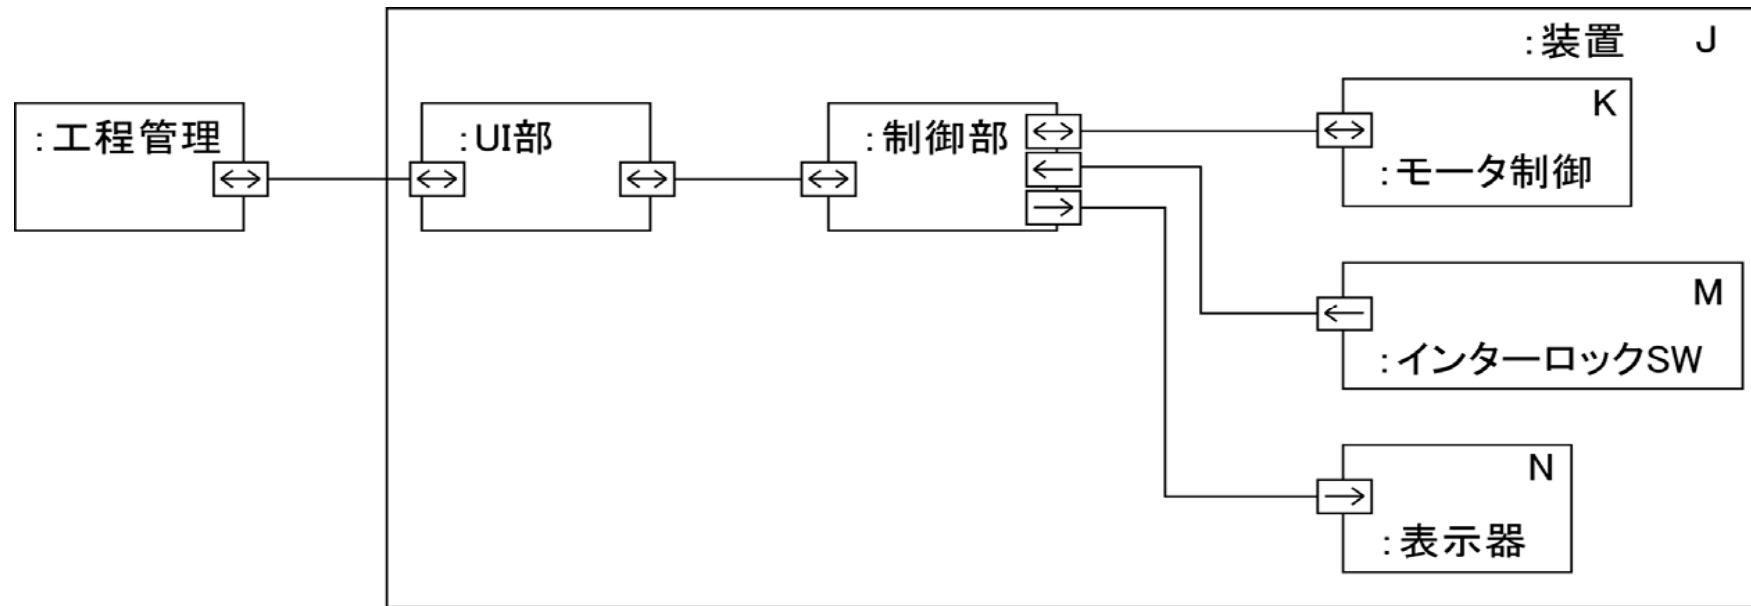 :装置 J
K
:工程管理
:UI部
:制御部
:モータ制御
M
:インターロックSW
N
:表示器